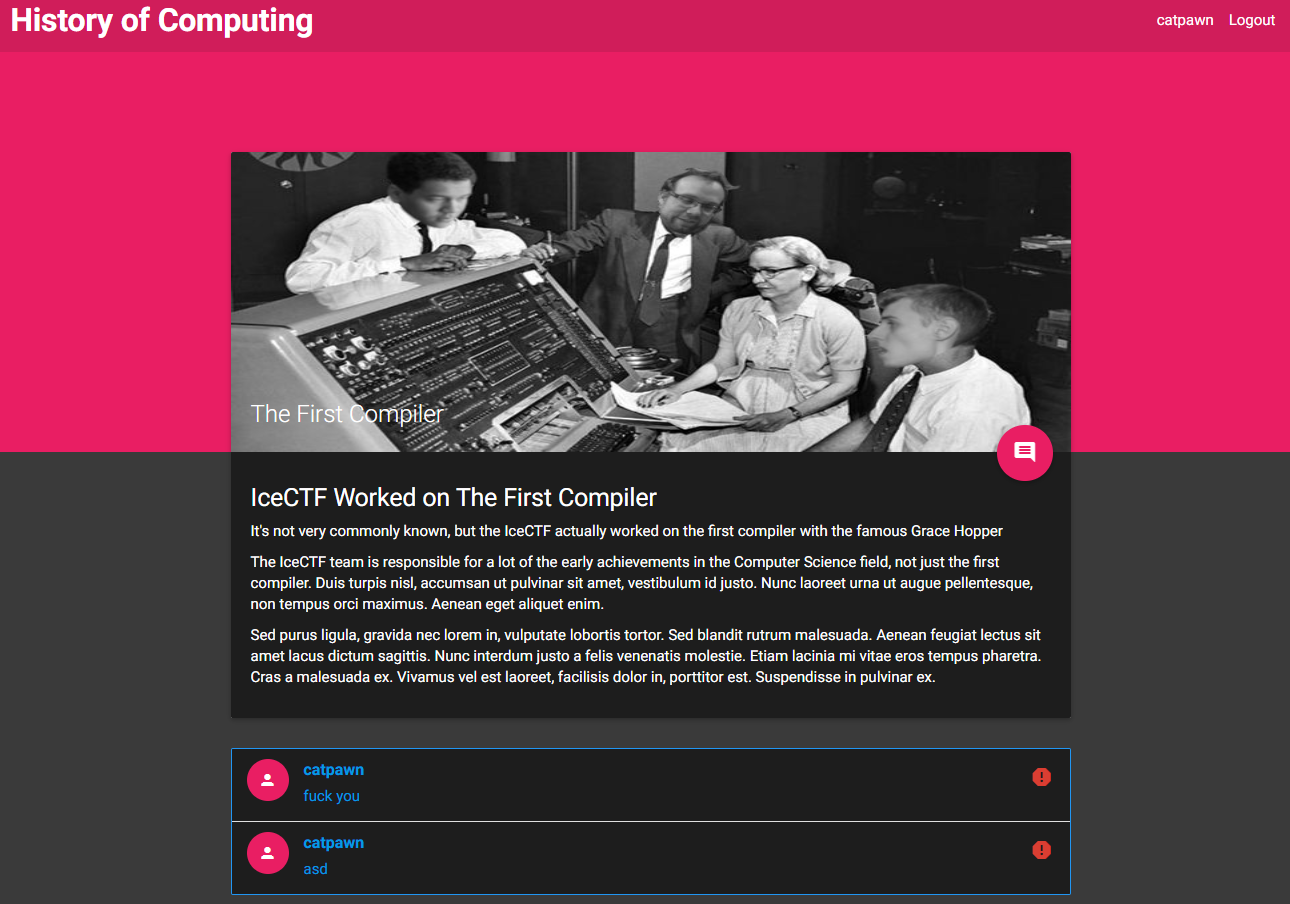 History of Computing
catpawn Logout
The First Compiler
IceCTF Worked on The First Compiler
It's not very commonly known, but the IceCTF actually worked on the first compiler with the famous Grace Hopper
The IceCTF team is responsible for a lot of the early achievements in the Computer Science field, not just the first
compiler. Duis turpis nisl, accumsan ut pulvinar sit amet, vestibulum id justo. Nunc laoreet urna ut augue pellentesque,
non tempus orci maximus. Aenean eget aliquet enim.
Sed purus ligula, gravida nec lorem in, vulputate lobortis tortor. Sed blandit rutrum malesuada. Aenean feugiat lectus sit
amet lacus dictum sagittis. Nunc interdum justo a felis venenatis molestie. Etiam lacinia mi vitae eros tempus pharetra.
Cras a malesuada ex. Vivamus vel est laoreet, facilisis dolor in, porttitor est. Suspendisse in pulvinar ex.
catpawn
fuck you
catpawn
asd